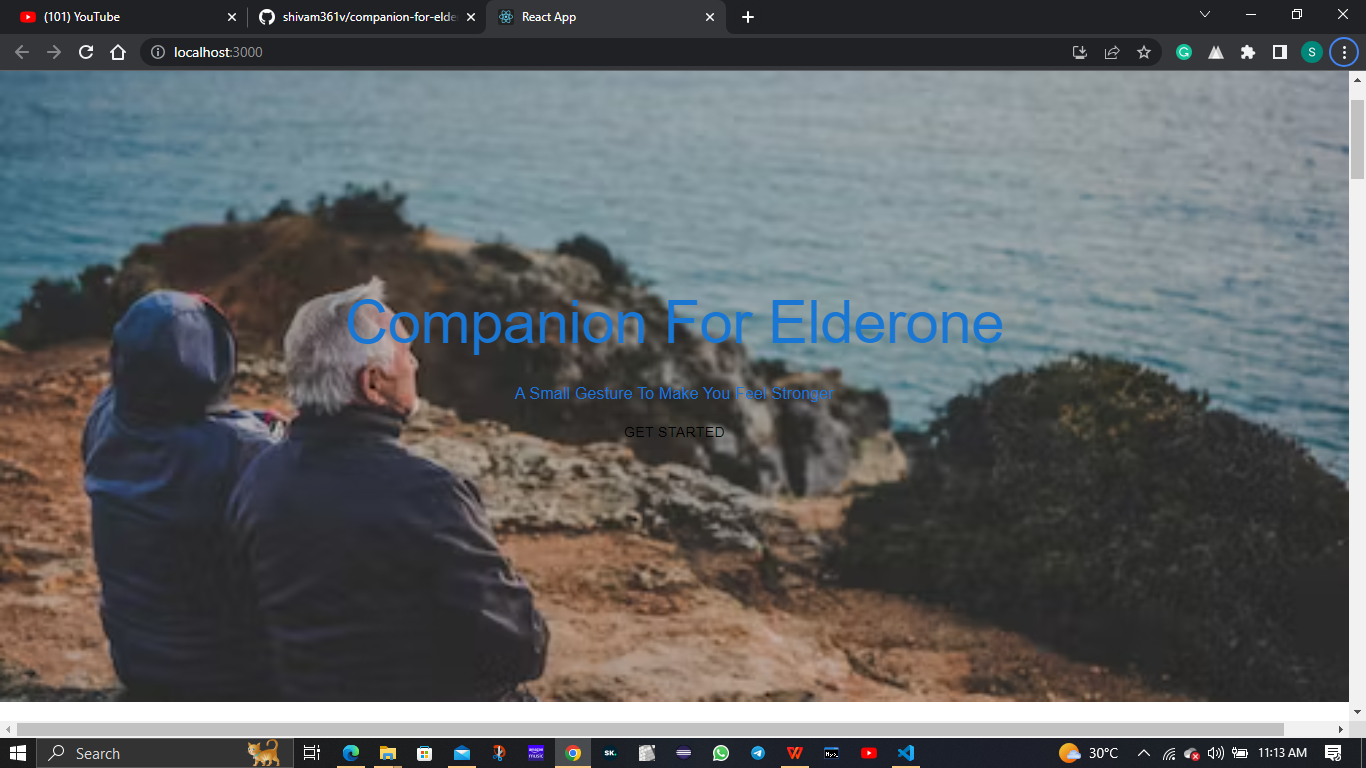 (101) YouTube
shivam361v/companion-for-elde
React App
localhost:3000
S
Companion For Elderone
A Small Gesture To Make You Feel Stronger
GET STARTED
Search
30°C
11:13 AM